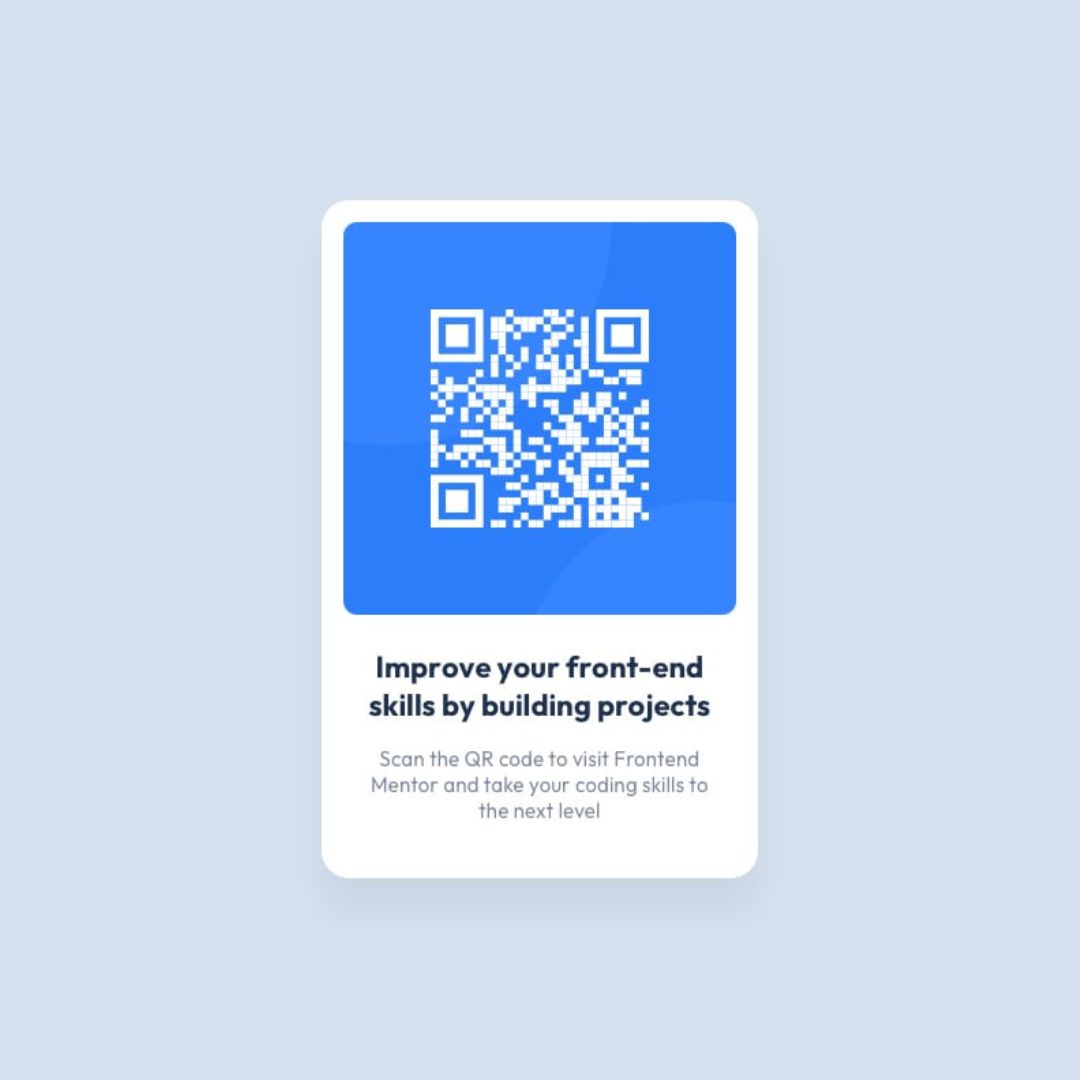 Improve your front-end
skills by building projects
Scan the QR code to visit Frontend
Mentor and take your coding skills to
the next level